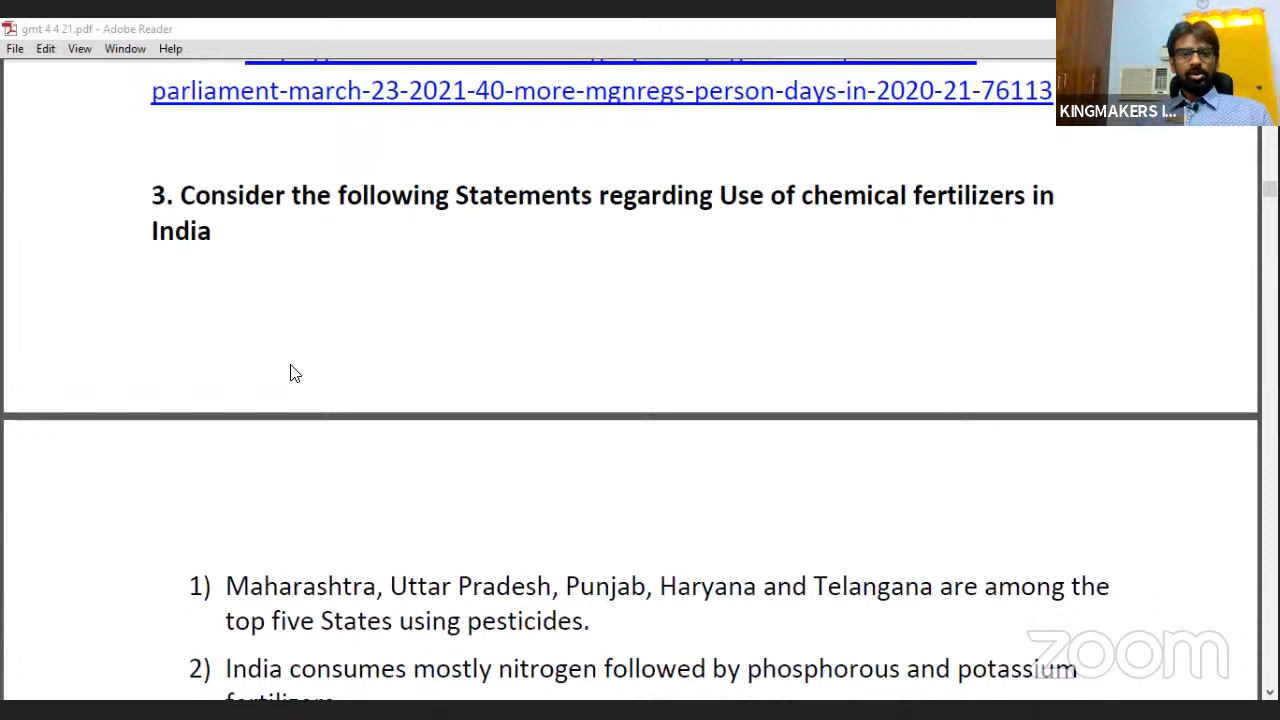 gmt 4 4 21.pdf - Adobe Reader
File Edit View Window Help
parliament-march-23-2021-40-more-mgnregs-person-days-in-2020-21-76113
KINGMAKERS I...
3. Consider the following Statements regarding Use of chemical fertilizers in
India
1) Maharashtra, Uttar Pradesh, Punjab, Haryana and Telangana are among the
top five States using pesticides.
2) India consumes mostly nitrogen followed by phosphorous and potassium
fertilizers
zoom